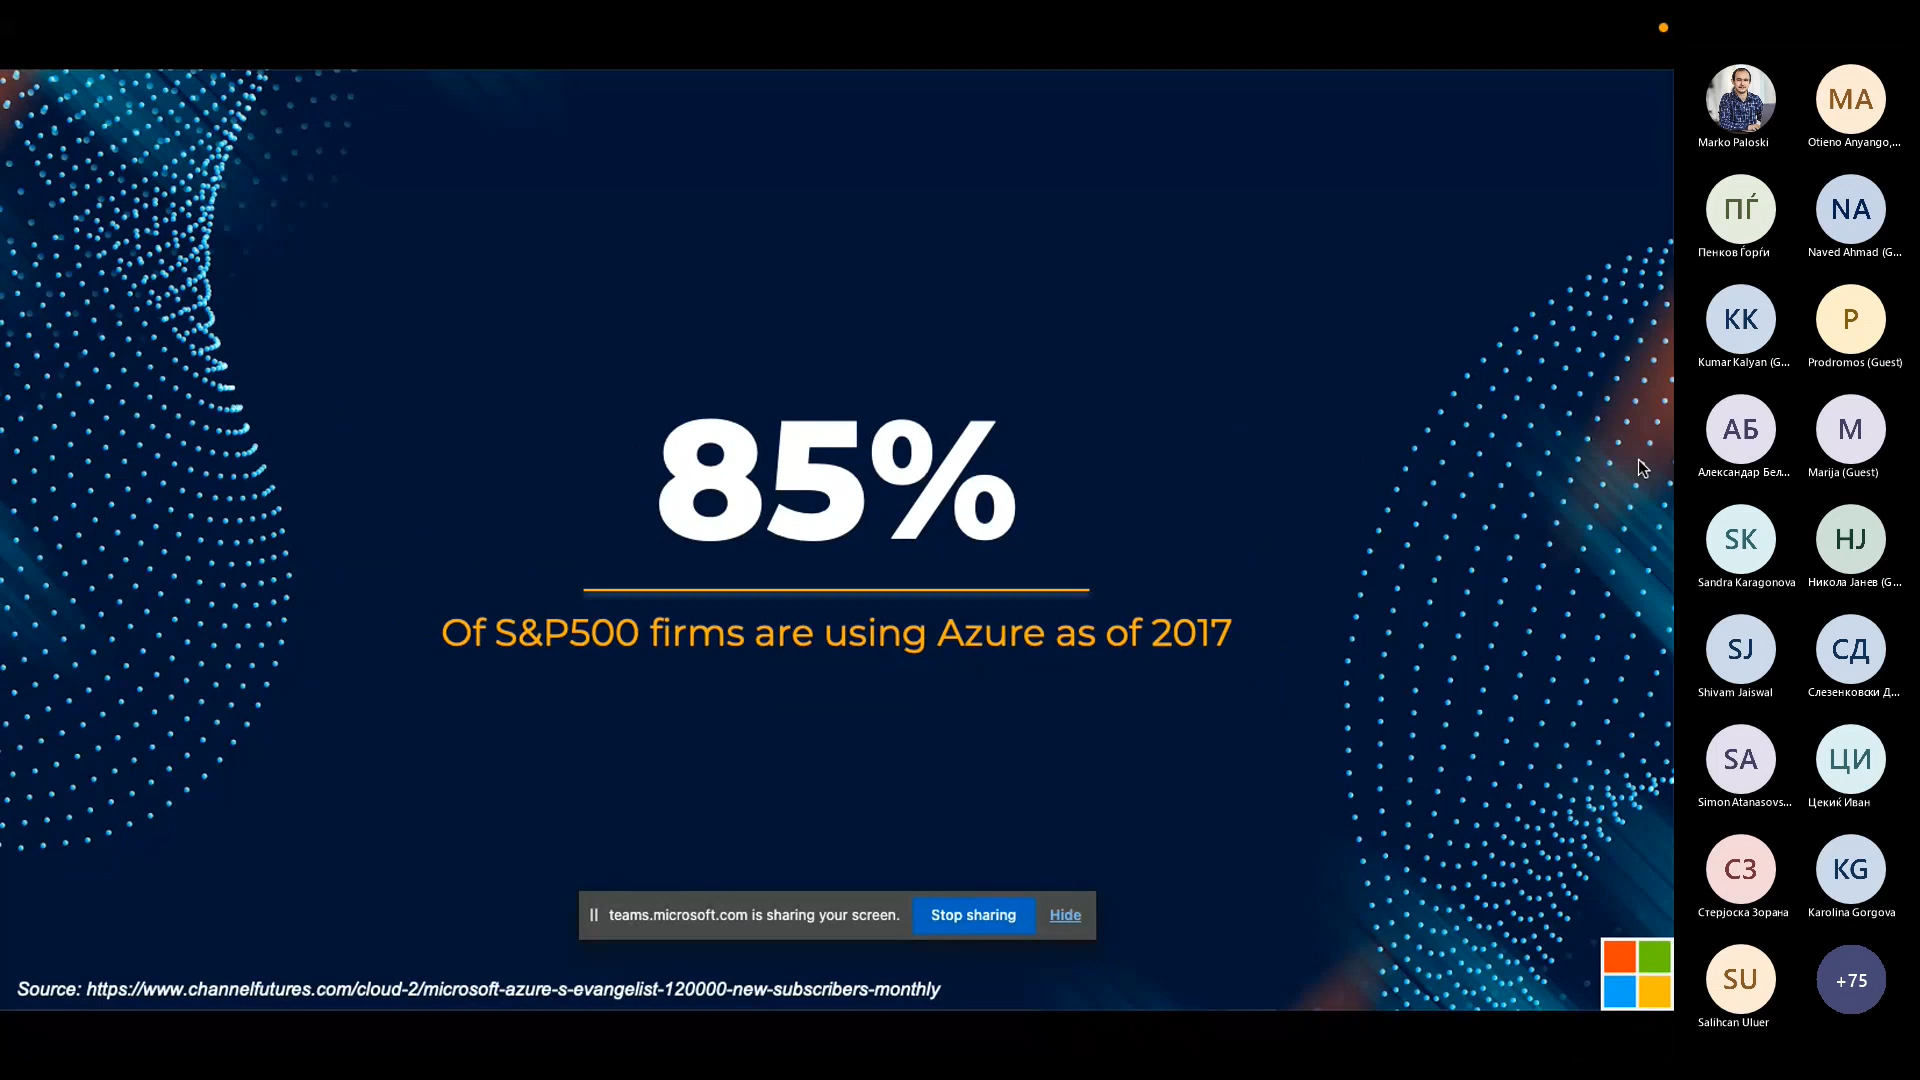 85%
Of S&P500 firms are using Azure as of 2017
teams.microsoft.com is sharing your screen. Stop sharing Hide
Source: https://www.channelfutures.com/cloud-2/microsoft-azure-s-evangelist-120000-new-subscribers-monthly
Marko Paloski
MA
Otieno Anyango,...
ПЃ
Пенков Ѓорѓи
NA
Naved Ahmad (G...
KK
Kumar Kalyan (G...
P
Prodromos (Guest)
АБ
Александар Бел...
M
Marija (Guest)
SK
Sandra Karagonova
НЈ
Никола Јанев (G...
SJ
Shivam Jaiswal
СД
Слезенковски Д...
SA
Simon Atanasovs...
ЦИ
Цекиќ Иван
СЗ
Стерјоска Зорана
KG
Karolina Gorgova
SU
Salihcan Uluer
+75